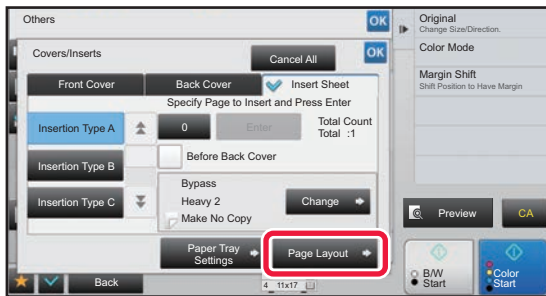 Others
OK
Covers/Inserts
Cancel All
OK
Front Cover
Back Cover
Insert Sheet
Specify Page to Insert and Press Enter
Insertion Type A
0
Enter
Total Count
Total :1
Before Back Cover
Insertion Type B
Bypass
Heavy 2
Make No Copy
Change
Insertion Type C
Paper Tray
Settings
Page Layout
Back
4 11x17
Original
Change Size/Direction.
Color Mode
Margin Shift
Shift Position to Have Margin
Preview
CA
B/W
Start
Color
Start